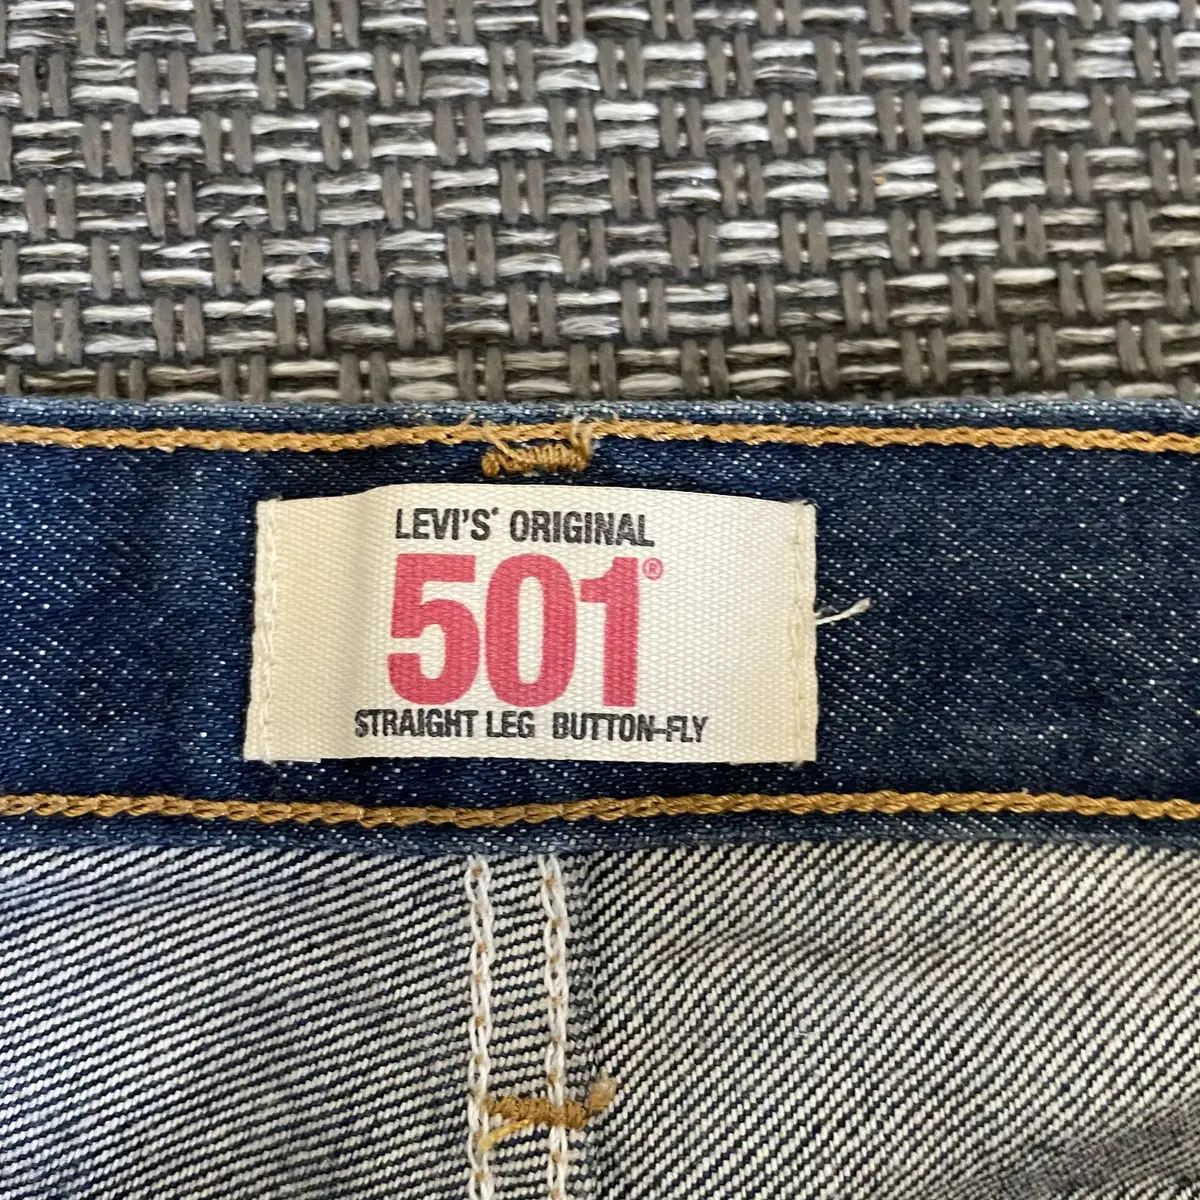 LEVI'S® ORIGINAL
501®
STRAIGHT LEG BUTTON-FLY